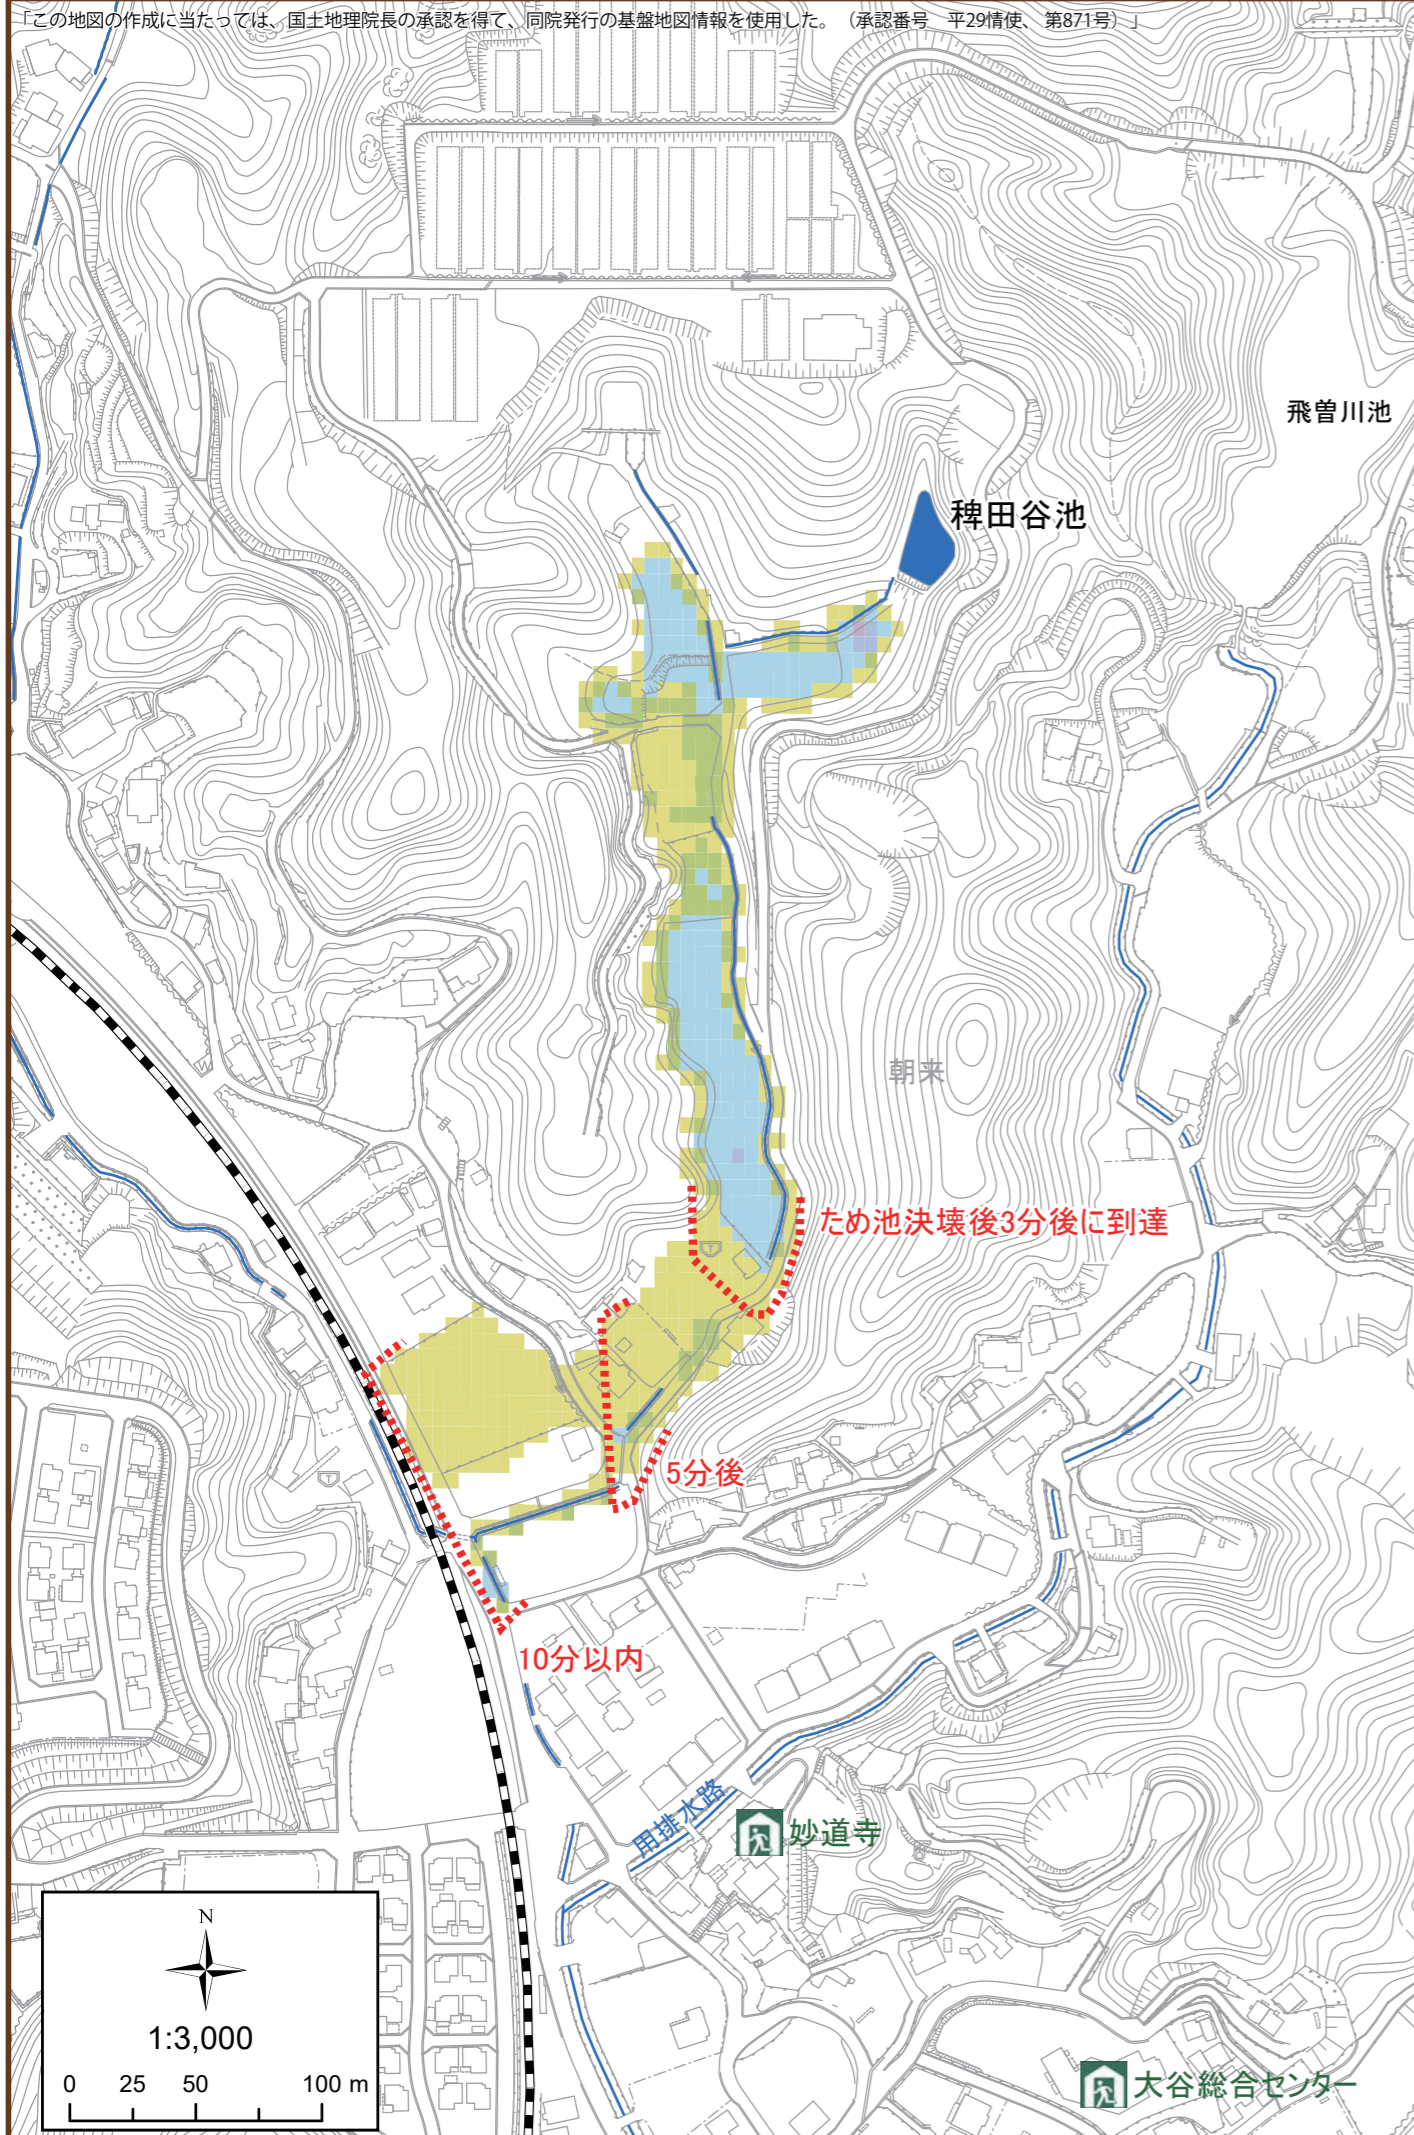 「この地図の作成に当たっては、国土地理院長の承認を得て、同院発行の基盤地図情報を使用した。（承認番号　平29情使、 第871号）」
飛曽川池
稗田谷池
朝来
ため池決壊後3分後に到達
T
5分後
T
10分以内
用排水路
妙道寺
N
1:3,000
0 25 50 100 m
大谷総合センター